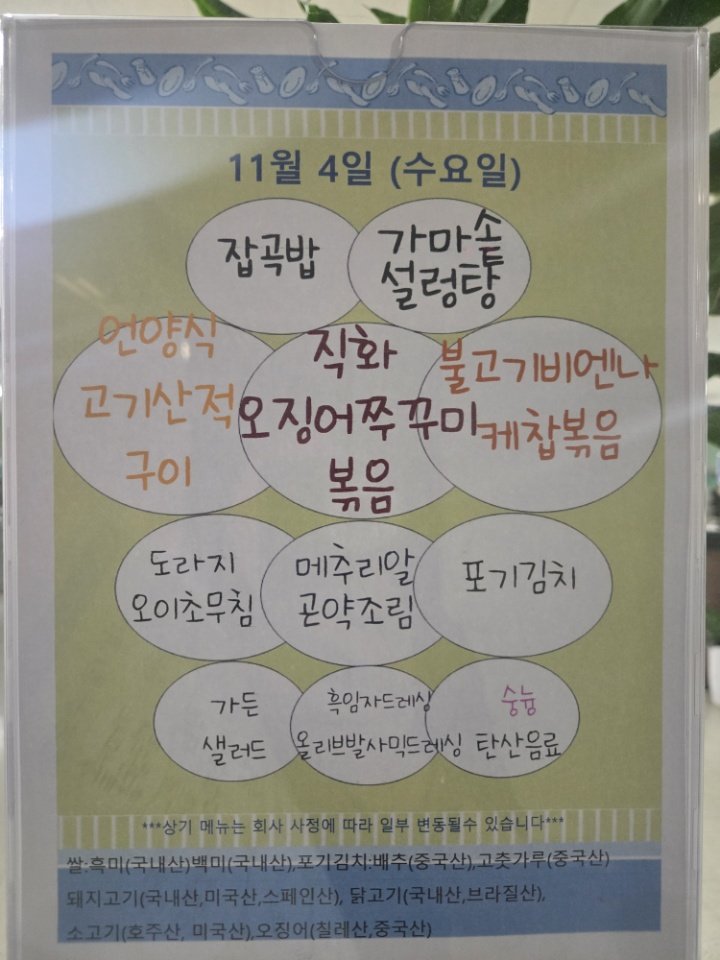 11월 4일 (수요일)
잡곡밥
가마솥
설렁탕
언양식
고기산적
구이
직화
오징어쭈꾸미
볶음
불고기비엔나
케찹볶음
도라지
오이초무침
메추리알
곤약조림
포기김치
가든
샐러드
흑임자드레싱
올리브발사믹드레싱
숭늉
탄산음료
***상기 메뉴는 회사 사정에 따라 일부 변동될수 있습니다***
쌀:흑미(국내산)백미(국내산),포기김치:배추(중국산),고춧가루(중국산)
돼지고기(국내산,미국산,스페인산), 닭고기(국내산,브라질산),
소고기(호주산, 미국산),오징어(칠레산,중국산)